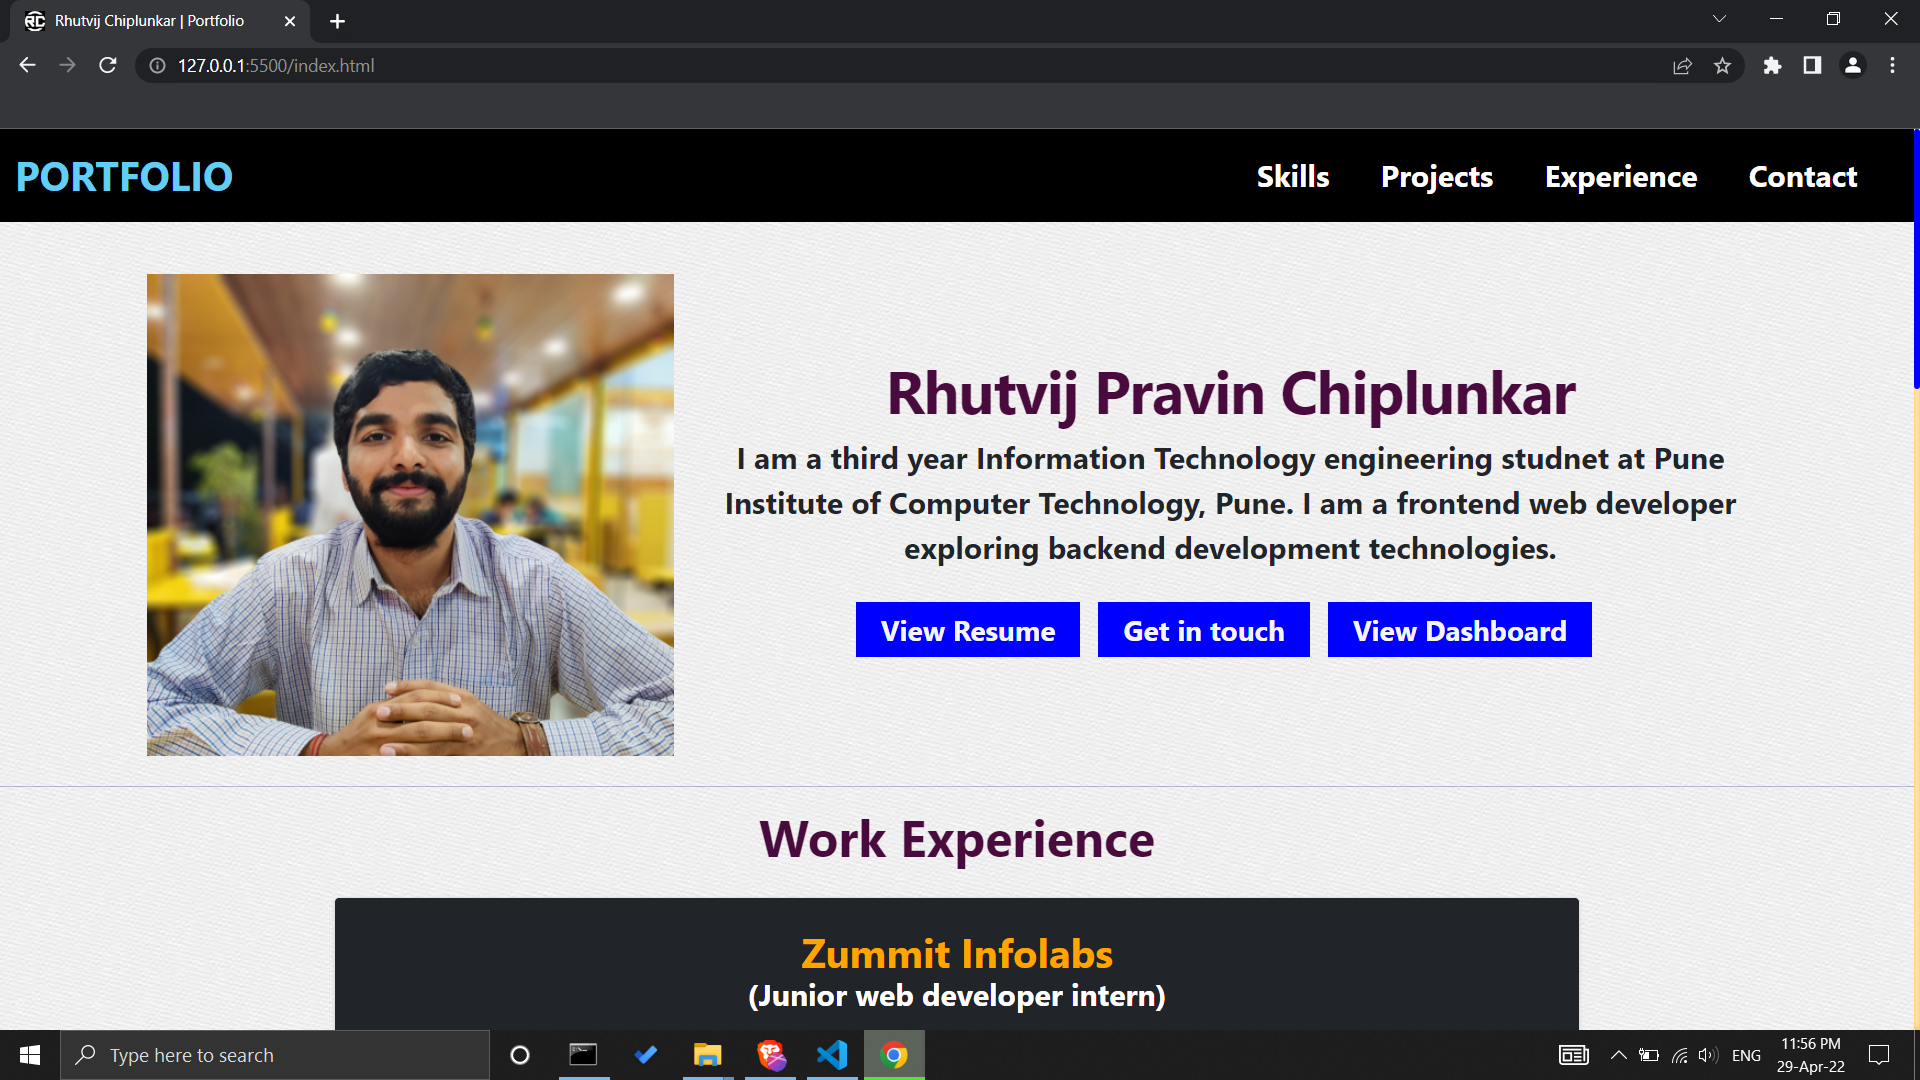 RC Rhutvij Chiplunkar | Portfolio
127.0.0.1:5500/index.html
PORTFOLIO
Skills Projects Experience Contact
Rhutvij Pravin Chiplunkar
I am a third year Information Technology engineering studnet at Pune
Institute of Computer Technology, Pune. I am a frontend web developer
exploring backend development technologies.
View Resume Get in touch View Dashboard
Work Experience
Zummit Infolabs
(Junior web developer intern)
Type here to search
ENG
11:56 PM
29-Apr-22